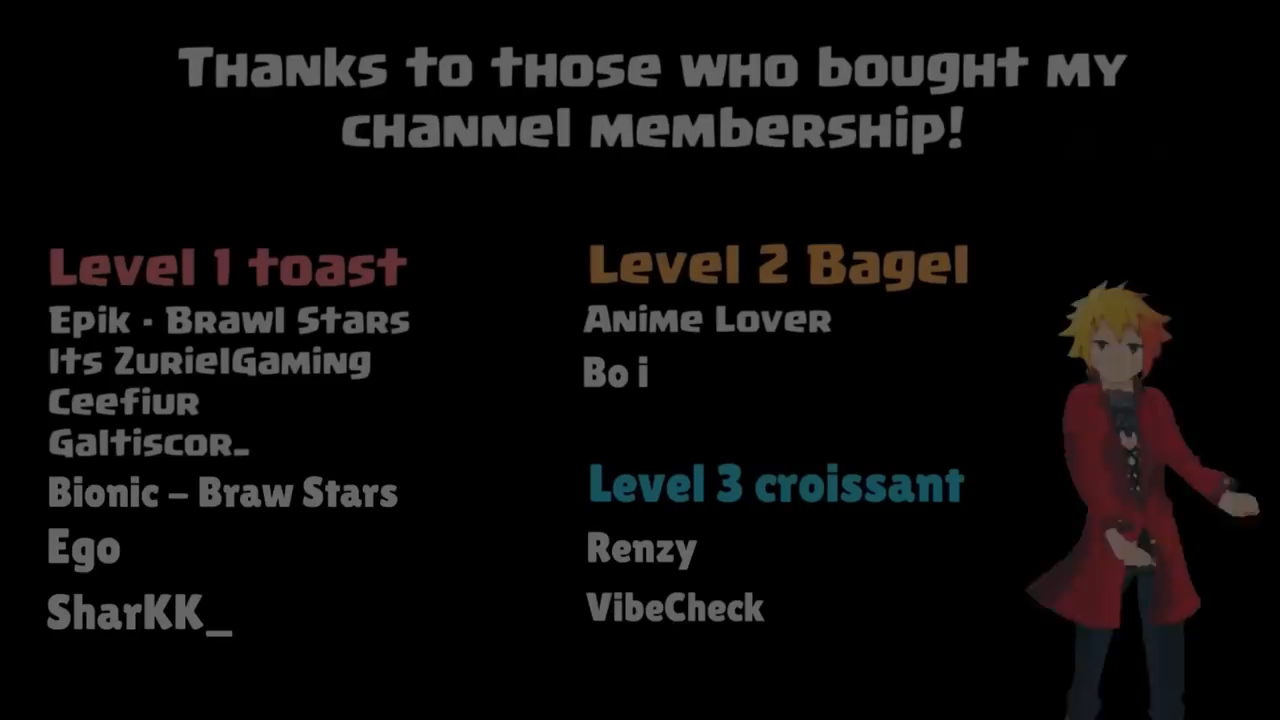 Thanks to those who bought my
channel membership!
Level 1 toast
Epik - Brawl Stars
Its ZurielGaming
Ceefiur
Galtiscor_
Bionic – Braw Stars
Ego
SharKK_
Level 2 Bagel
Anime Lover
Bo i
Level 3 croissant
Renzy
VibeCheck